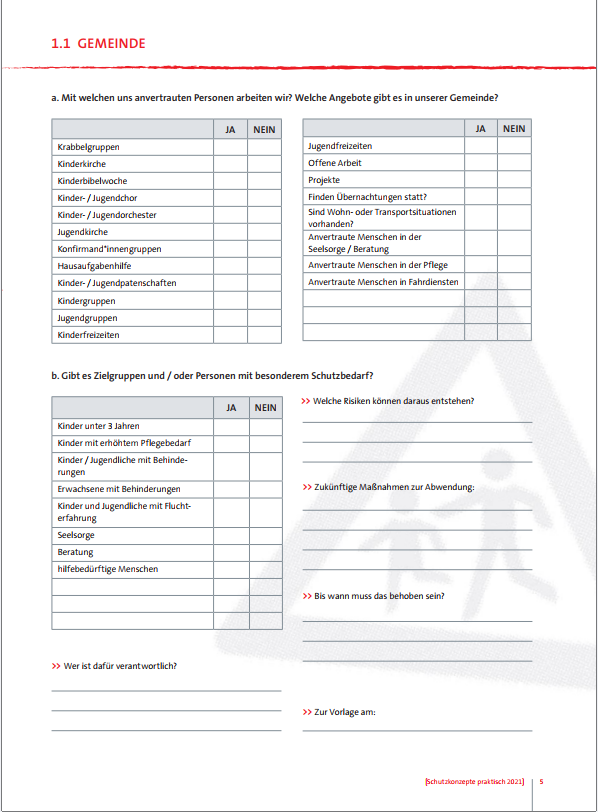 1.1 GEMEINDE
a. Mit welchen uns anvertrauten Personen arbeiten wir? Welche Angebote gibt es in unserer Gemeinde?
JA NEIN
Krabbelgruppen
Kinderkirche
Kinderbibelwoche
Kinder- / Jugendchor
Kinder- / Jugendorchester
Jugendkirche
Konfirmand*innengruppen
Hausaufgabenhilfe
Kinder- / Jugendpatenschaften
Kindergruppen
Jugendgruppen
Kinderfreizeiten
JA NEIN
Jugendfreizeiten
Offene Arbeit
Projekte
Finden Übernachtungen statt?
Sind Wohn- oder Transportsituationen
vorhanden?
Anvertraute Menschen in der
Seelsorge / Beratung
Anvertraute Menschen in der Pflege
Anvertraute Menschen in Fahrdiensten
b. Gibt es Zielgruppen und / oder Personen mit besonderem Schutzbedarf?
JA NEIN
Kinder unter 3 Jahren
Kinder mit erhöhtem Pflegebedarf
Kinder / Jugendliche mit Behinde-
rungen
Erwachsene mit Behinderungen
Kinder und Jugendliche mit Flucht-
erfahrung
Seelsorge
Beratung
hilfebedürftige Menschen
>> Wer ist dafür verantwortlich?
>> Welche Risiken können daraus entstehen?
>> Zukünftige Maßnahmen zur Abwendung:
>> Bis wann muss das behoben sein?
>> Zur Vorlage am:
[Schutzkonzepte praktisch 2021] 5